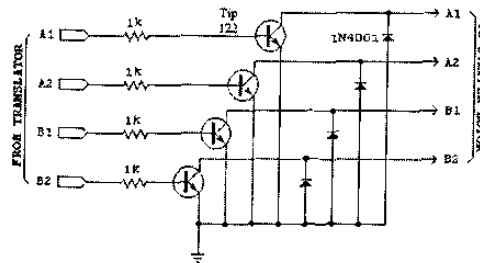 Tip
122
1k
A1
A1
1N4001
1k
A2
A2
1k
B1
B1
1k
B2
B2
FROM TRANSLATOR